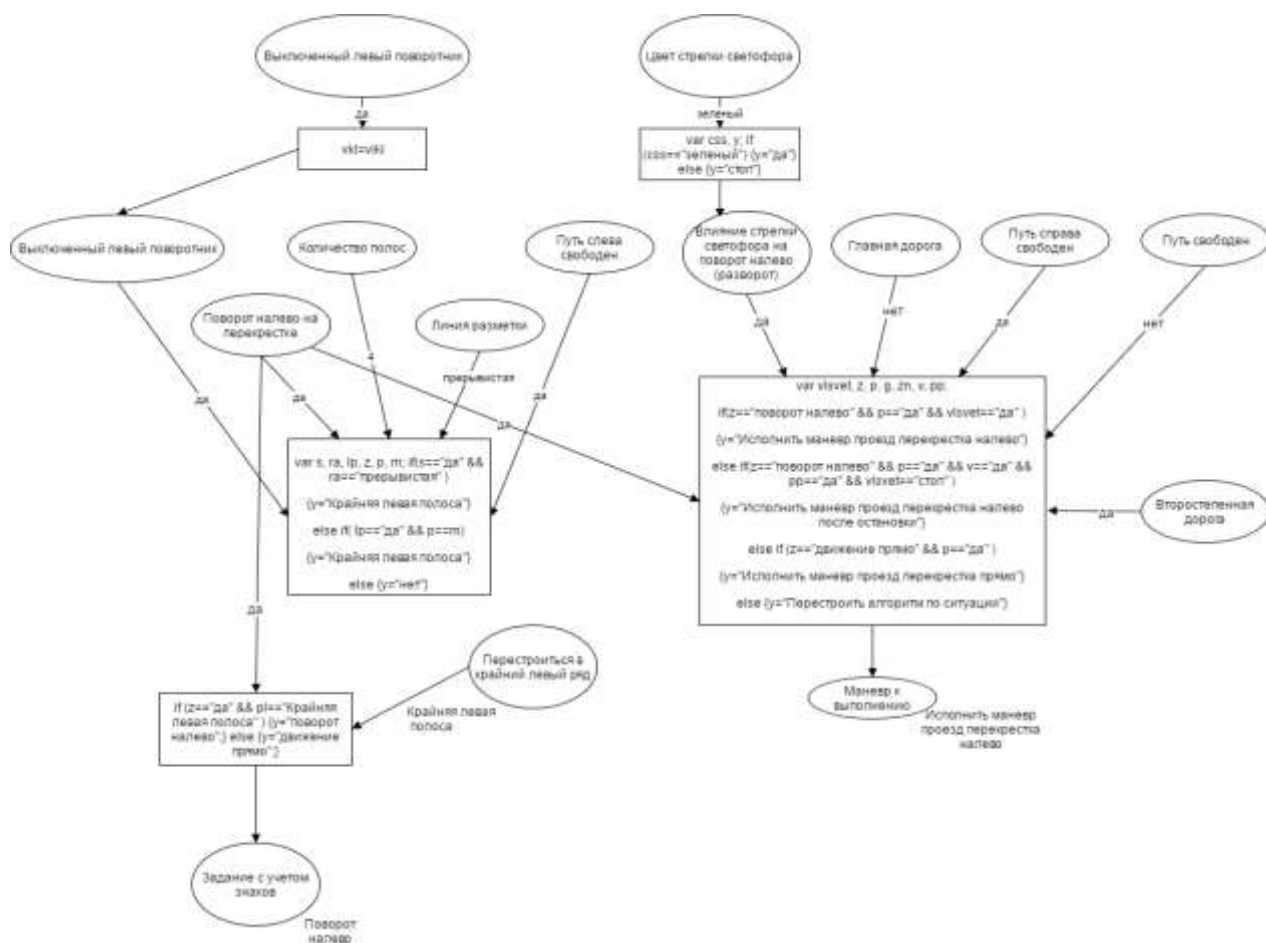 Выключенный левый поворотник
Цвет стрелки светофора
да
зеленый
var css, y; if
(css=="зеленый") {y="да"}
else {y="стоп"}
Выключенный левый поворотник
Количество полос
Путь слева
свободен
Влияние стрелки
светофора на
поворот налево
(разворот)
Главная дорога
Путь справа
свободен
Путь свободен
Поворот налево на
перекрестке
Линия разметки
да
нет
да
нет
4
прерывистая
да
да
да
да
var vlsvet, z, p, g, zn, v, pp;
if(z=="поворот налево" && p=="да" && vlsvet=="да" )
{y="Исполнить маневр проезд перекрестка налево"}
else if(z=="поворот налево" && p=="да" && v=="да" &&
pp=="да" && vlsvet=="стоп" )
{y="Исполнить маневр проезд перекрестка налево
после остановки"}
else if (z=="движение прямо" && p=="да" )
{y="Исполнить маневр проезд перекрестка прямо"}
else {y="Перестроить алгоритм по ситуации"}
var s, ra, lp, z, p, m; if(s=="да" &&
ra=="прерывистая" )
{y="Крайняя левая полоса"}
else if( lp=="да" && p==m)
{y="Крайняя левая полоса"}
else {y="нет"}
да
Второстепенная
дорога
да
Перестроиться в
крайний левый ряд
Крайняя левая
полоса
if (z=="да" && pl=="Крайняя
левая полоса" ) {y="поворот
налево";} else {y="движение
прямо";}
Маневр к
выполнению
Исполнить маневр
проезд перекрестка
налево
Задание с учетом
знаков
Поворот
налево